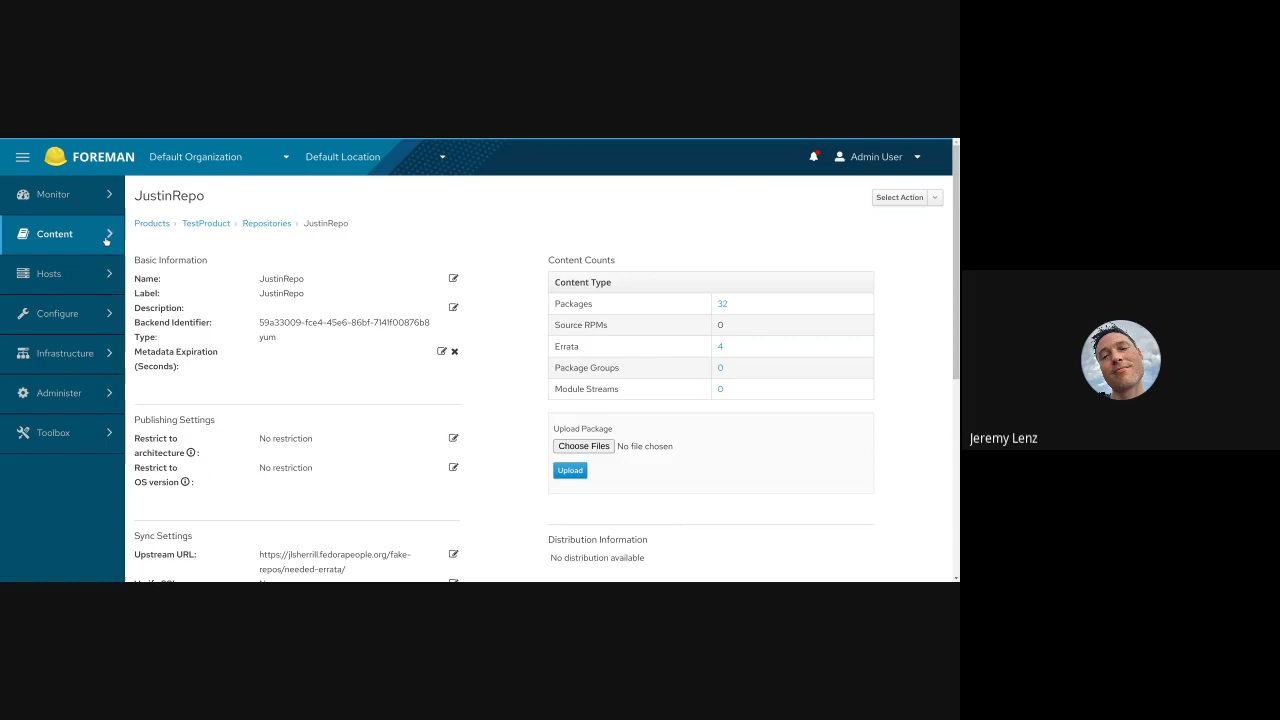 FOREMAN Default Organization Default Location Admin User
Monitor
Content
Hosts
Configure
Infrastructure
Administer
Toolbox
JustinRepo
Select Action
Products › TestProduct › Repositories › JustinRepo
Basic Information
Name: JustinRepo
Label: JustinRepo
Description:
Backend Identifier: 59a33009-fce4-45e6-86bf-7141f00876b8
Type: yum
Metadata Expiration
(Seconds):
Publishing Settings
Restrict to No restriction
architecture :
Restrict to No restriction
OS version :
Sync Settings
Upstream URL: https://jlsherrill.fedorapeople.org/fake-
repos/needed-errata/
Content Counts
Content Type
Packages 32
Source RPMs 0
Errata 4
Package Groups 0
Module Streams 0
Upload Package
Choose Files No file chosen
Upload
Distribution Information
No distribution available
Jeremy Lenz